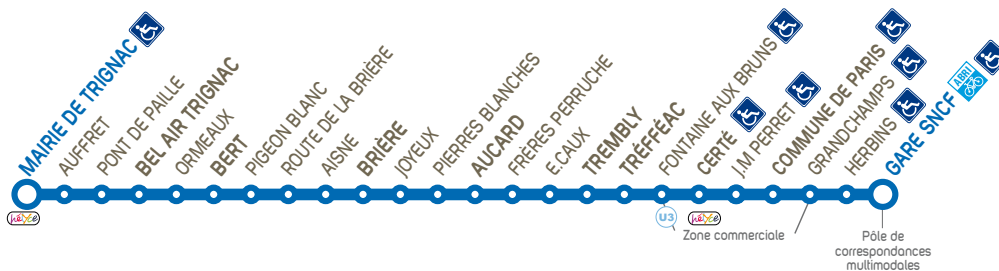 MAIRIE DE TRIGNAC
AUFFRET
PONT DE PAILLE
BEL AIR TRIGNAC
ORMEAUX
BERT
PIGEON BLANC
ROUTE DE LA BRIÈRE
AISNE
BRIÈRE
JOYEUX
PIERRES BLANCHES
AUCARD
FRÈRES PERRUCHE
E.CAUX
TREMBLY
TRÉFFÉAC
FONTAINE AUX BRUNS
CERTÉ
J.M PERRET
COMMUNE DE PARIS
GRANDCHAMPS
HERBINS
GARE SNCF
ABRI
hélYce
U3
hélYce
Zone commerciale
Pôle de
correspondances
multimodales